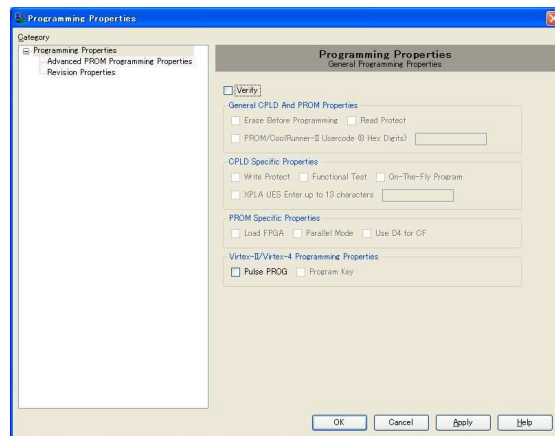 Programming Properties
Category
Programming Properties
Advanced PROM Programming Properties
Revision Properties
Programming Properties
General Programming Properties
Verify
General CPLD And PROM Properties
Erase Before Programming Read Protect
PROM/CoolRunner-II Usercode (8 Hex Digits)
CPLD Specific Properties
Write Protect Functional Test On-The-Fly Program
XPLA UES Enter up to 13 characters
PROM Specific Properties
Load FPGA Parallel Mode Use D4 for CF
Virtex-II/Virtex-4 Programming Properties
Pulse PROG Program Key
OK Cancel Apply Help